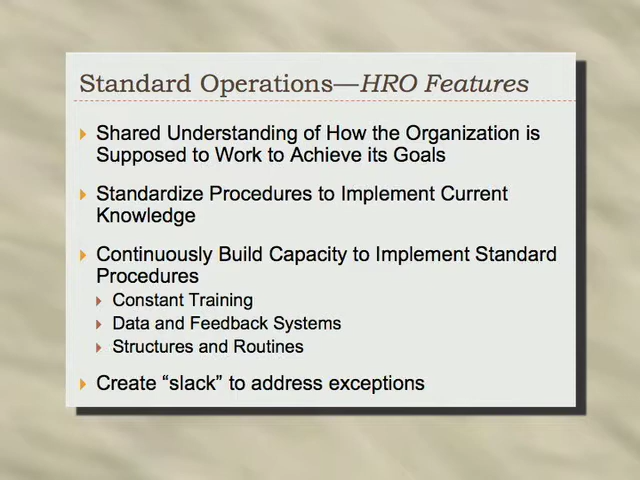 Standard Operations—HRO Features
Shared Understanding of How the Organization is
Supposed to Work to Achieve its Goals
Standardize Procedures to Implement Current
Knowledge
Continuously Build Capacity to Implement Standard
Procedures
Constant Training
Data and Feedback Systems
Structures and Routines
Create “slack” to address exceptions